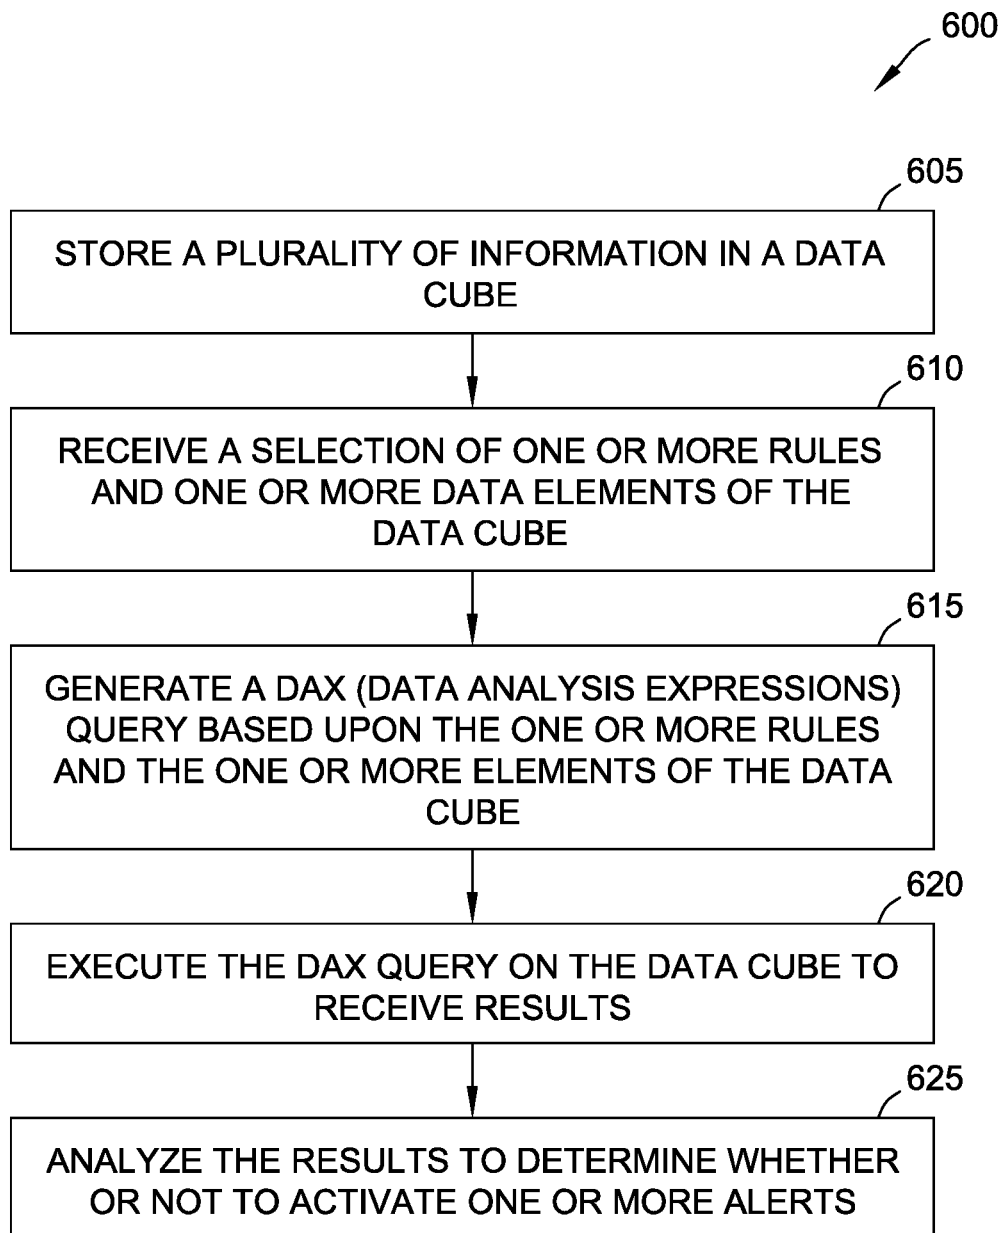 600
605
STORE A PLURALITY OF INFORMATION IN A DATA
CUBE
610
RECEIVE A SELECTION OF ONE OR MORE RULES
AND ONE OR MORE DATA ELEMENTS OF THE
DATA CUBE
615
GENERATE A DAX (DATA ANALYSIS EXPRESSIONS)
QUERY BASED UPON THE ONE OR MORE RULES
AND THE ONE OR MORE ELEMENTS OF THE DATA
CUBE
620
EXECUTE THE DAX QUERY ON THE DATA CUBE TO
RECEIVE RESULTS
625
ANALYZE THE RESULTS TO DETERMINE WHETHER
OR NOT TO ACTIVATE ONE OR MORE ALERTS